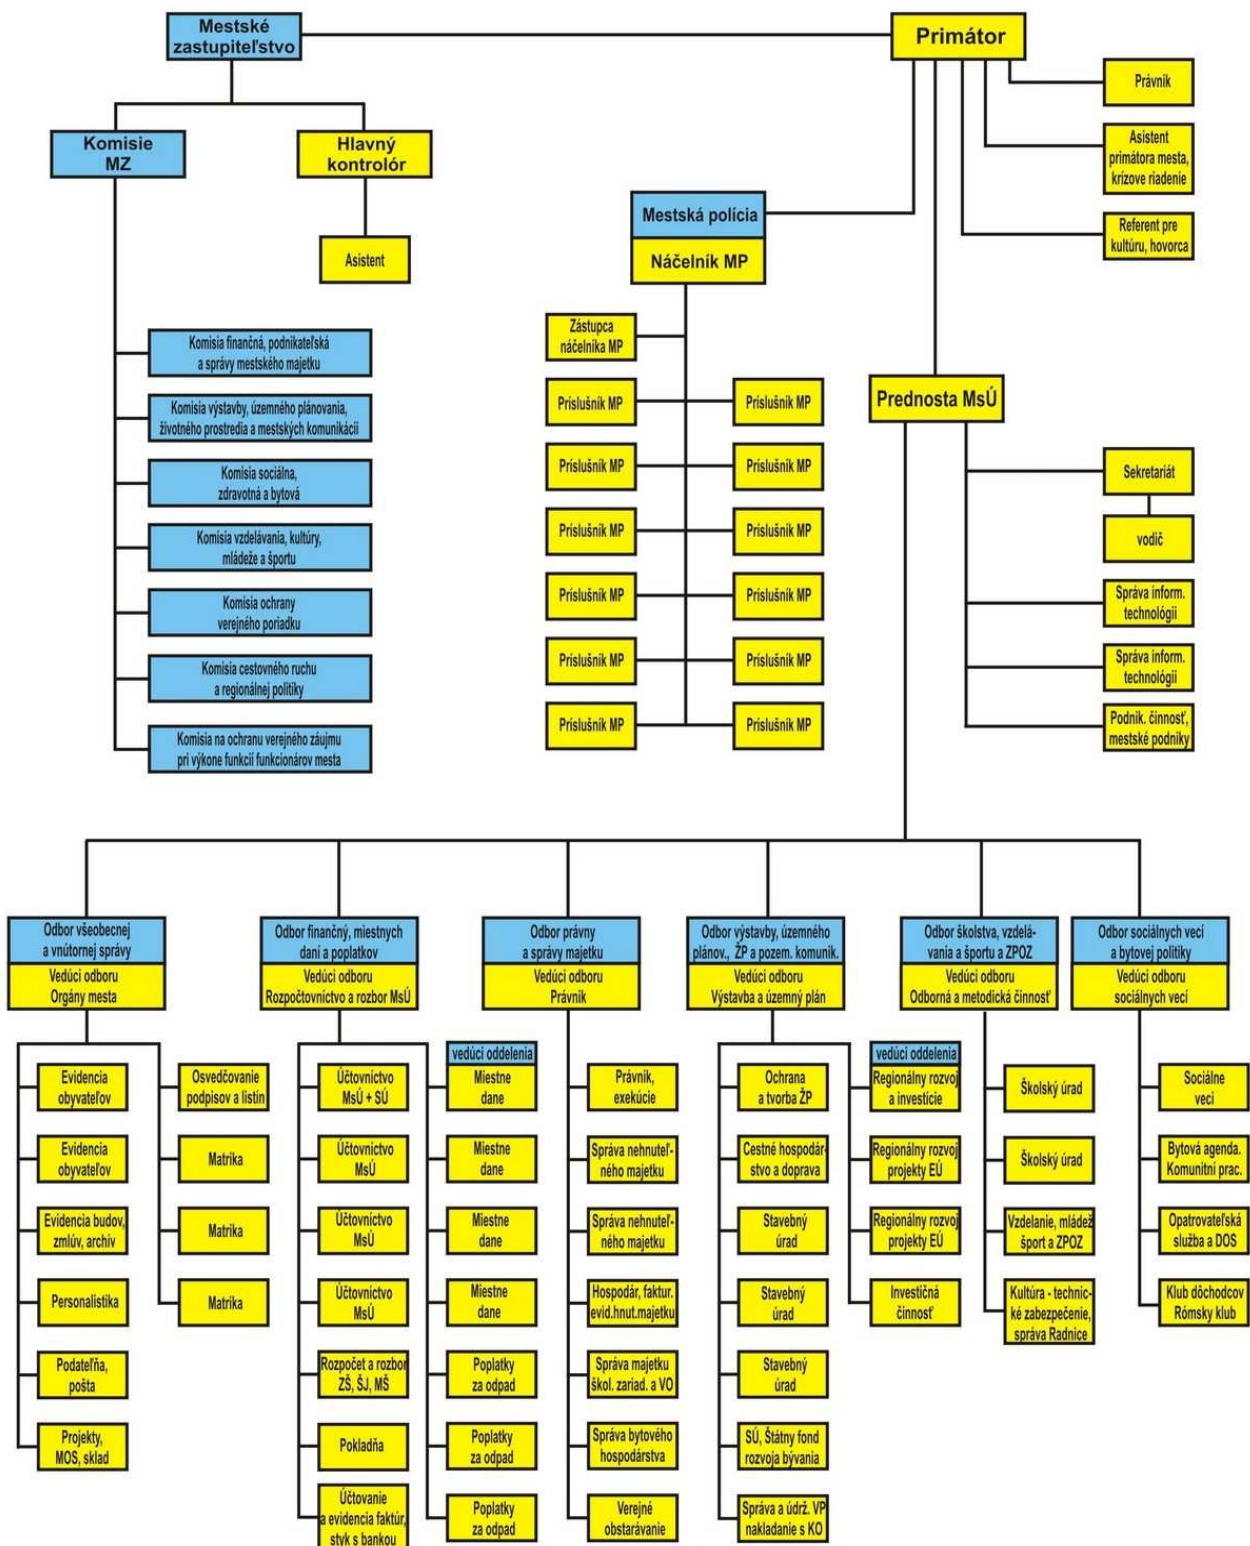 Mestské
zastupiteľstvo
Primátor
Právnik
Asistent
primátora mesta,
krízove riadenie
Referent pre
kultúru, hovorca
Komisie
MZ
Hlavný
kontrolór
Asistent
Mestská polícia
Náčelník MP
Komisia finančná, podnikateľská
a správy mestského majetku
Komisia výstavby, územného plánovania,
životného prostredia a mestských komunikácii
Komisia sociálna,
zdravotná a bytová
Komisia vzdelávania, kultúry,
mládeže a športu
Komisia ochrany
verejného poriadku
Komisia cestovného ruchu
a regionálnej politiky
Komisia na ochranu verejného záujmu
pri výkone funkcií funkcionárov mesta
Zástupca
náčelníka MP
Príslušník MP
Príslušník MP
Príslušník MP
Príslušník MP
Príslušník MP
Príslušník MP
Príslušník MP
Príslušník MP
Príslušník MP
Príslušník MP
Príslušník MP
Príslušník MP
Prednosta MsÚ
Sekretariát
vodič
Správa inform.
technológii
Správa inform.
technológii
Podnik. činnosť,
mestské podniky
Odbor všeobecnej
a vnútornej správy
Vedúci odboru
Orgány mesta
Evidencia
obyvateľov
Evidencia
obyvateľov
Evidencia budov,
zmlúv, archív
Personalistika
Podateľňa,
pošta
Projekty,
MOS, sklad
Osvedčovanie
podpisov a listín
Matrika
Matrika
Matrika
Odbor finančný, miestnych
daní a poplatkov
Vedúci odboru
Rozpočtovníctvo a rozbor MsÚ
Účtovníctvo
MsÚ + SÚ
Účtovníctvo
MsÚ
Účtovníctvo
MsÚ
Účtovníctvo
MsÚ
Rozpočet a rozbor
ZŠ, ŠJ, MŠ
Pokladňa
Účtovanie
a evidencia faktúr,
styk s bankou
vedúci oddelenia
Miestne
dane
Miestne
dane
Miestne
dane
Miestne
dane
Poplatky
za odpad
Poplatky
za odpad
Poplatky
za odpad
Odbor právny
a správy majetku
Vedúci odboru
Právnik
Právnik,
exekúcie
Správa nehnuteľ-
ného majetku
Správa nehnuteľ-
ného majetku
Hospodár, faktur.
evid.hnut.majetku
Správa majetku
škol. zariad. a VO
Správa bytového
hospodárstva
Verejné
obstarávanie
Odbor výstavby, územného
plánov., ŽP a pozem. komunik.
Vedúci odboru
Výstavba a územný plán
Ochrana
a tvorba ŽP
Cestné hospodár-
stvo a doprava
Stavebný
úrad
Stavebný
úrad
Stavebný
úrad
SÚ, Štátny fond
rozvoja bývania
Správa a údrž. VP
nakladanie s KO
vedúci oddelenia
Regionálny rozvoj
a investície
Regionálny rozvoj
projekty EÚ
Regionálny rozvoj
projekty EÚ
Investičná
činnosť
Odbor školstva, vzdelá-
vania a športu a ZPOZ
Vedúci odboru
Odborná a metodická činnosť
Školský úrad
Školský úrad
Vzdelanie, mládež
šport a ZPOZ
Kultúra - technic-
ké zabezpečenie,
správa Radnice
Odbor sociálnych vecí
a bytovej politiky
Vedúci odboru
sociálnych vecí
Sociálne
veci
Bytová agenda.
Komunitní prac.
Opatrovateľská
služba a DOS
Klub dôchodcov
Rómsky klub